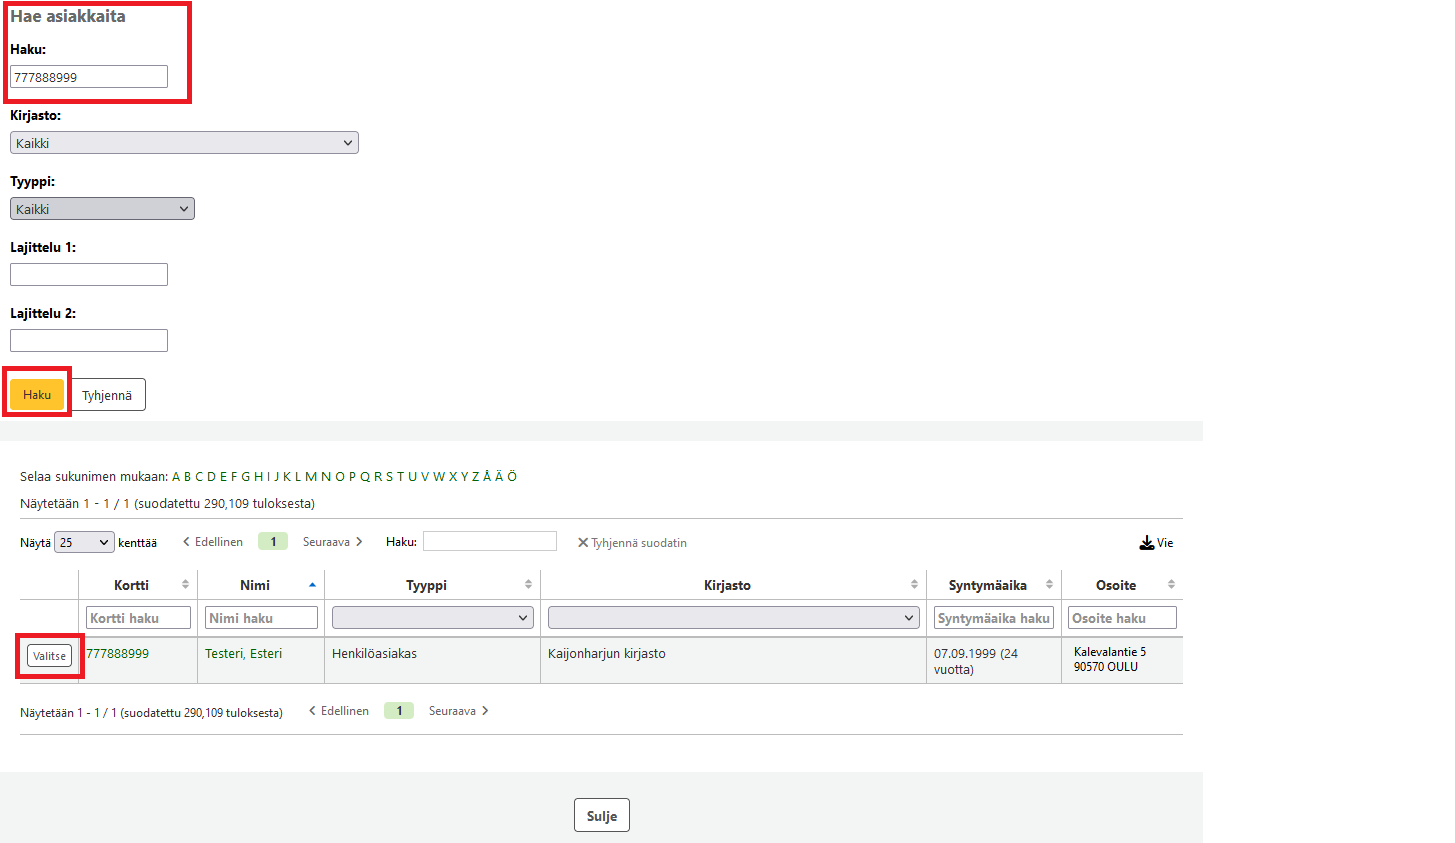 Hae asiakkaita
Haku:
777888999
Kirjasto:
Kaikki
Tyyppi:
Kaikki
Lajittelu 1:
Lajittelu 2:
Haku Tyhjennä
Selaa sukunimen mukaan: A B C D E F G H I J K L M N O P Q R S T U V W X Y Z Å Ä Ö
Näytetään 1 - 1 / 1 (suodatettu 290,109 tuloksesta)
Näytä 25 kenttää Edellinen 1 Seuraava Haku: Tyhjennä suodatin Vie
Kortti Nimi Tyyppi Kirjasto Syntymäaika Osoite
Kortti haku Nimi haku Syntymäaika haku Osoite haku
Valitse 777888999 Testeri, Esteri Henkilöasiakas Kaijonharjun kirjasto 07.09.1999 (24 Kalevalantie 5
vuotta) 90570 OULU
Näytetään 1 - 1 / 1 (suodatettu 290,109 tuloksesta) Edellinen 1 Seuraava
Sulje